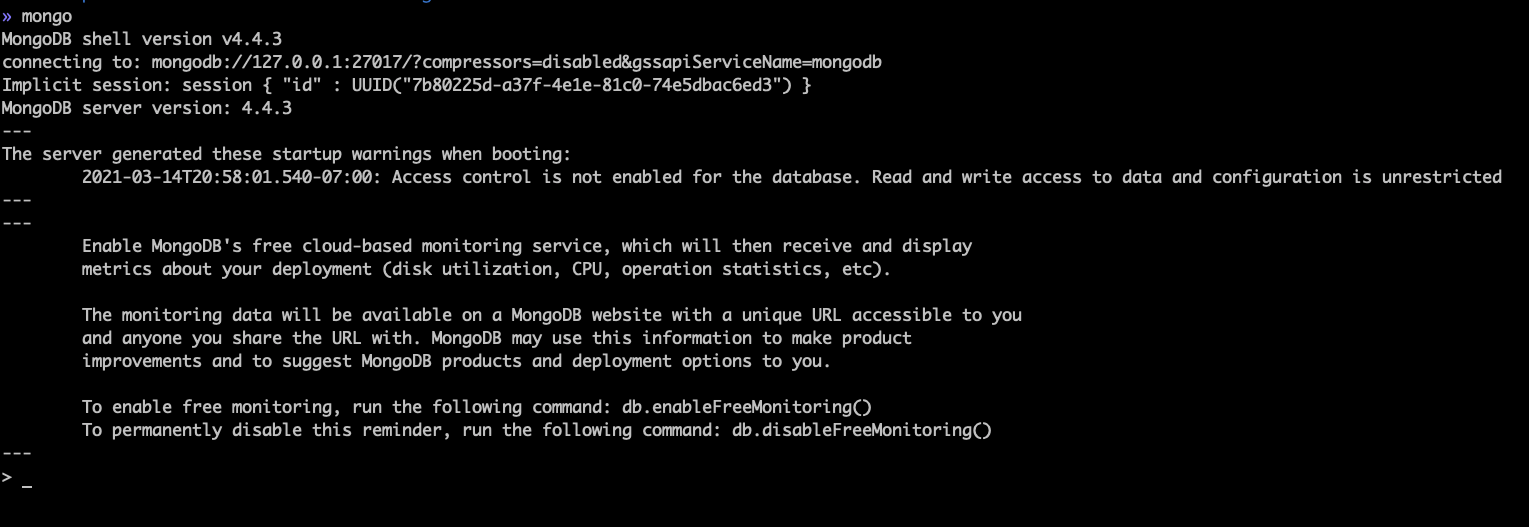 » mongo
MongoDB shell version v4.4.3
connecting to: mongodb://127.0.0.1:27017/?compressors=disabled&gssapiServiceName=mongodb
Implicit session: session { "id" : UUID("7b80225d-a37f-4e1e-81c0-74e5dbac6ed3") }
MongoDB server version: 4.4.3
---
The server generated these startup warnings when booting:
        2021-03-14T20:58:01.540-07:00: Access control is not enabled for the database. Read and write access to data and configuration is unrestricted
---
---
        Enable MongoDB's free cloud-based monitoring service, which will then receive and display
        metrics about your deployment (disk utilization, CPU, operation statistics, etc).

        The monitoring data will be available on a MongoDB website with a unique URL accessible to you
        and anyone you share the URL with. MongoDB may use this information to make product
        improvements and to suggest MongoDB products and deployment options to you.

        To enable free monitoring, run the following command: db.enableFreeMonitoring()
        To permanently disable this reminder, run the following command: db.disableFreeMonitoring()
---
> _